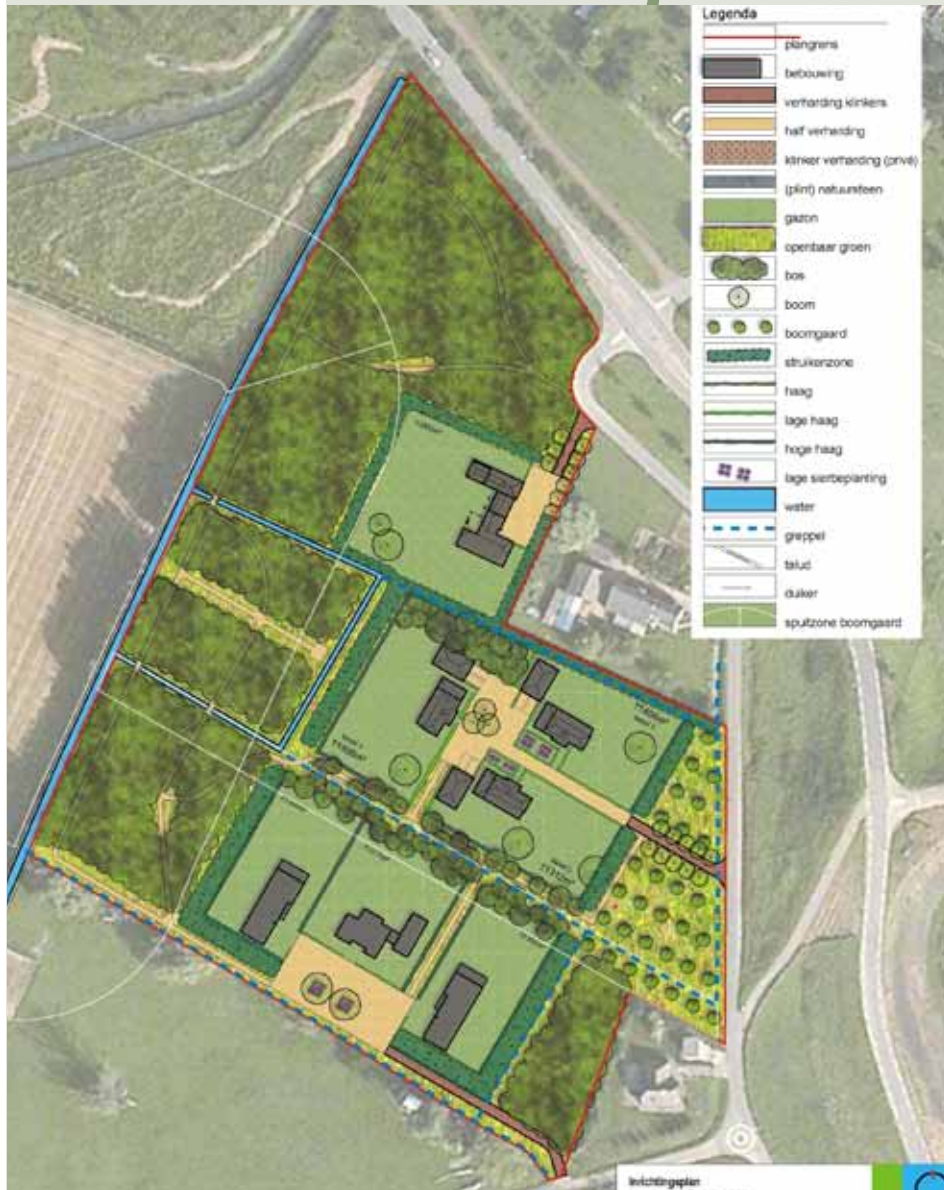 Legenda
plangrens
bebouwing
verharding klinkers
half verharding
klinker verharding (privé)
(plint) natuursteen
gazon
openbaar groen
bos
boom
boomgaard
struikenzone
haag
lage haag
hoge haag
lage sierbeplanting
water
greppel
talud
duiker
spuitzone boomgaard
Inrichtingsplan